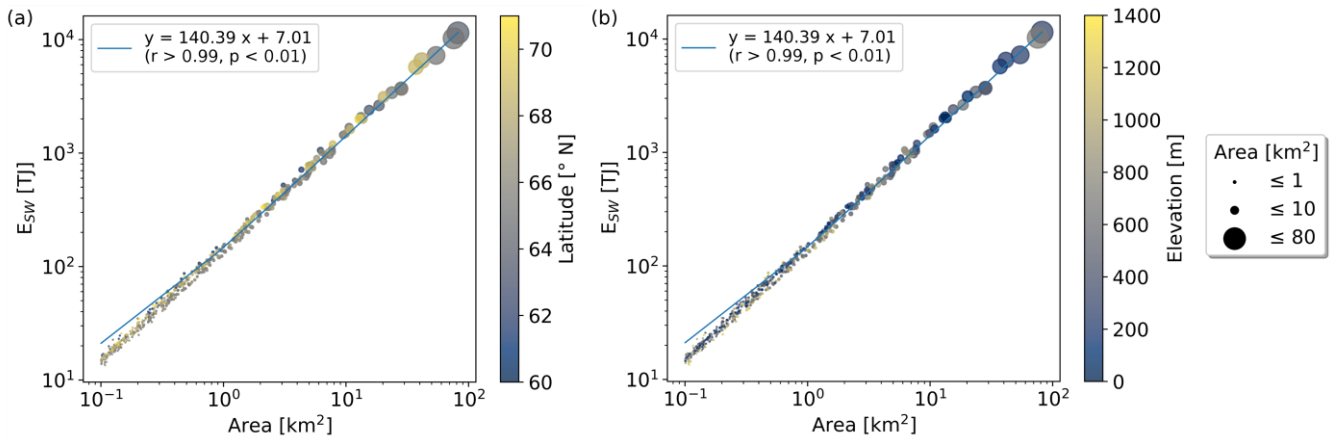 (a)
y = 140.39 x + 7.01
(r > 0.99, p < 0.01)
E_SW [TJ]
10⁴
10³
10²
10¹
10⁻¹ 10⁰ 10¹ 10²
Area [km²]
70
68
66
64
62
60
Latitude [° N]
(b)
y = 140.39 x + 7.01
(r > 0.99, p < 0.01)
E_SW [TJ]
10⁴
10³
10²
10¹
10⁻¹ 10⁰ 10¹ 10²
Area [km²]
1400
1200
1000
800
600
400
200
0
Elevation [m]
Area [km²]
≤ 1
≤ 10
≤ 80